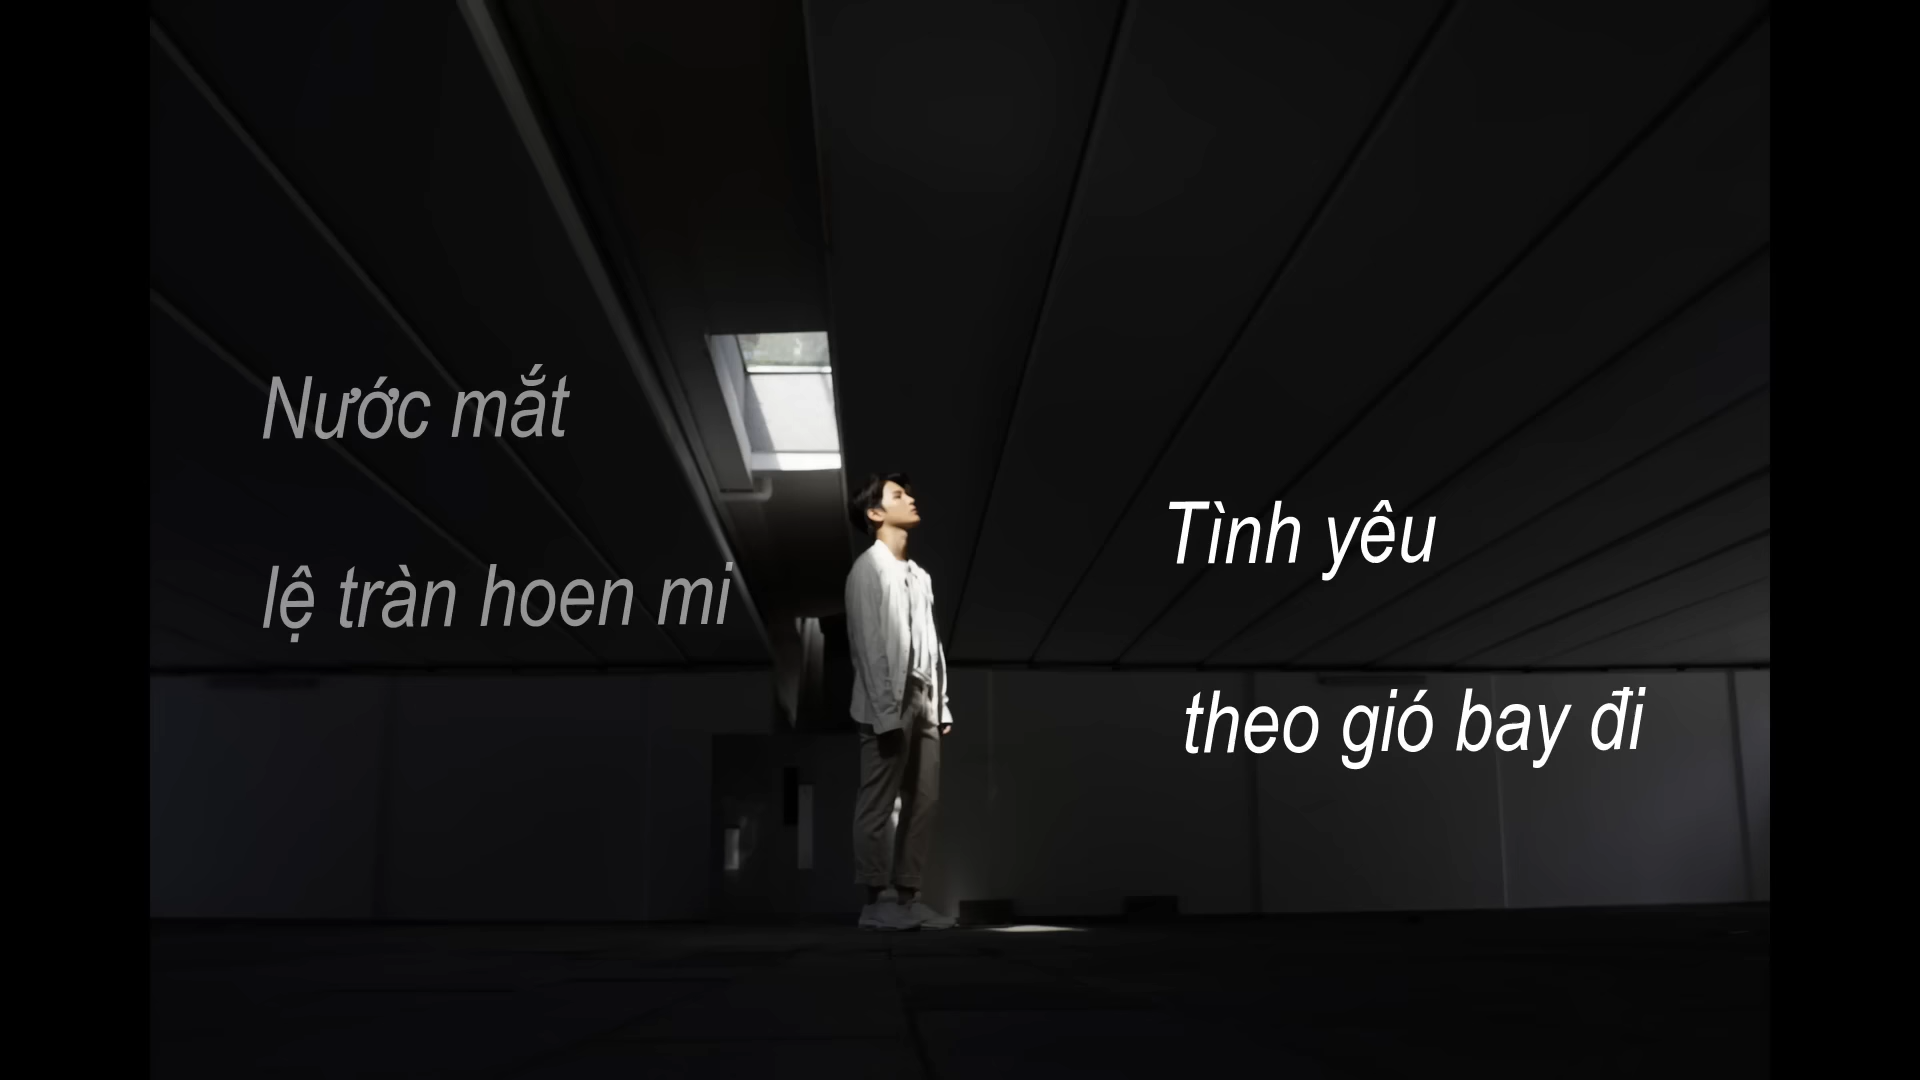 Nước mắt
lệ tràn hoen mi
Tình yêu
theo gió bay đi